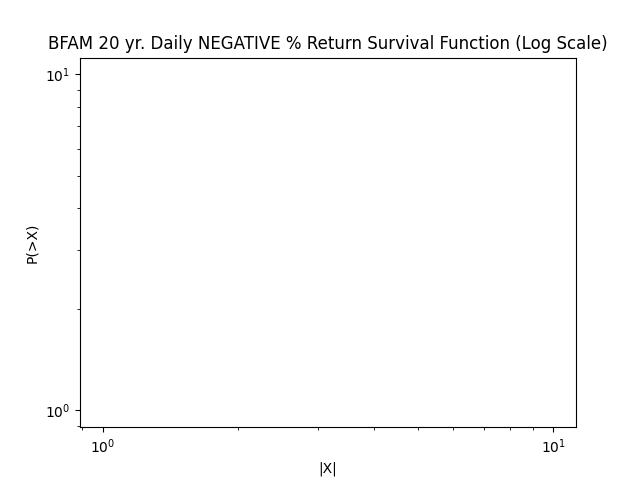 BFAM 20 yr. Daily NEGATIVE % Return Survival Function (Log Scale)
10¹
P(>X)
10⁰
10⁰ 10¹
|X|